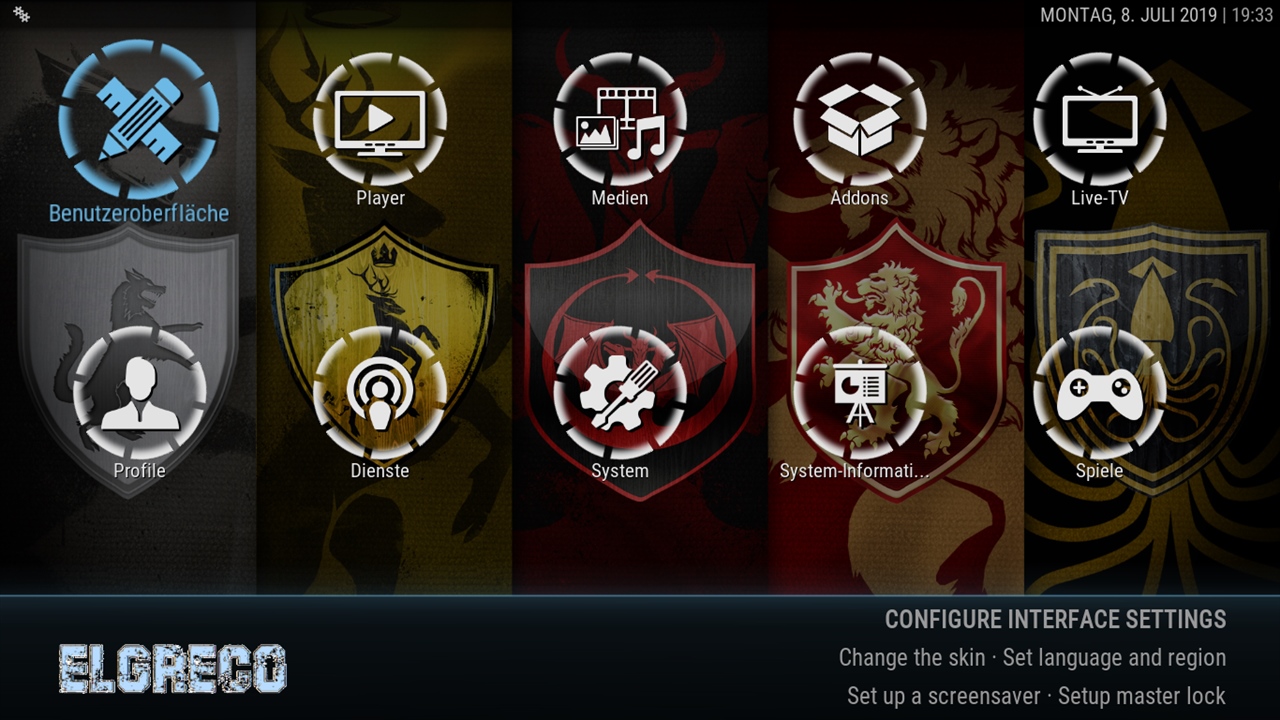 MONTAG, 8. JULI 2019 | 19:33
Benutzeroberfläche
Player
Medien
Addons
Live-TV
Profile
Dienste
System
System-Informati...
Spiele
CONFIGURE INTERFACE SETTINGS
ELGRECO
Change the skin · Set language and region
Set up a screensaver · Setup master lock